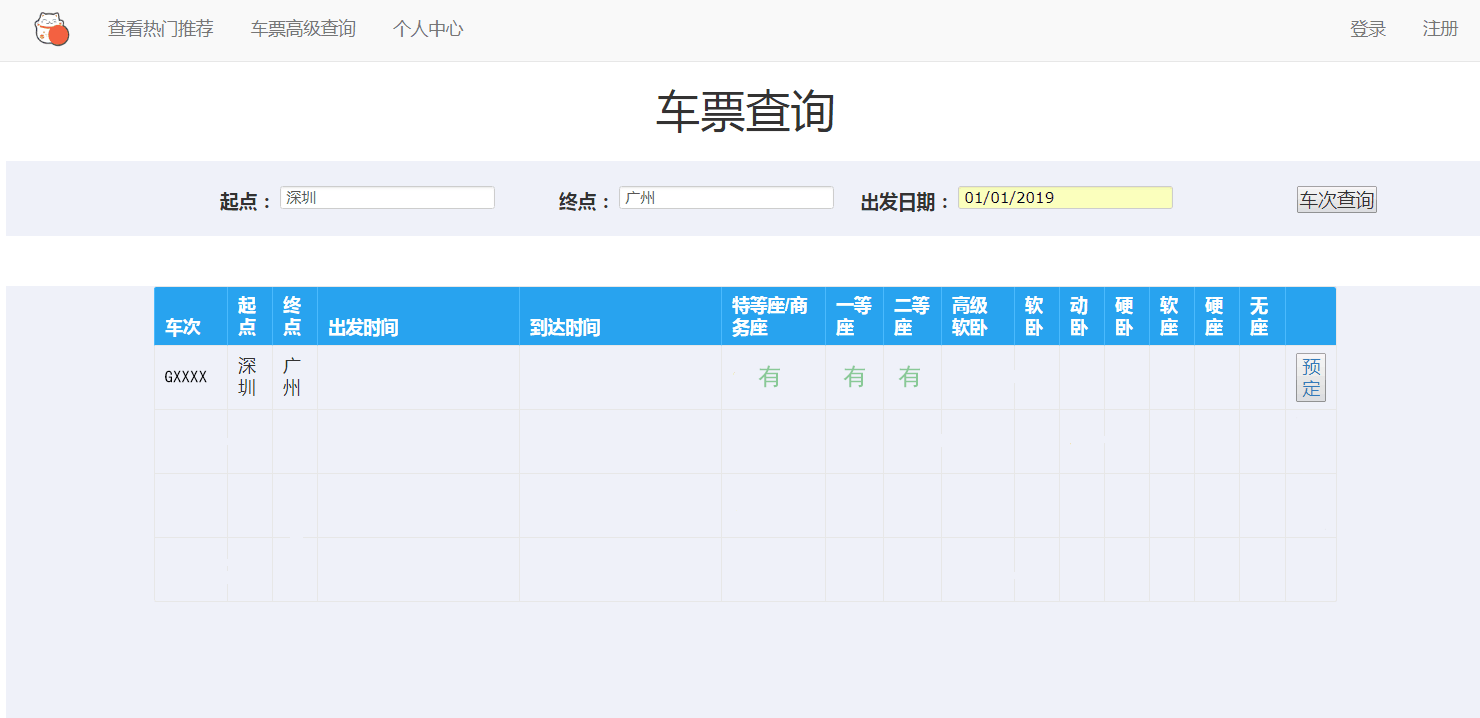 查看热门推荐 车票高级查询 个人中心 登录 注册
车票查询
起点： 深圳 终点： 广州 出发日期： 01/01/2019 车次查询
车次 起点 终点 出发时间 到达时间 特等座/商务座 一等座 二等座 高级软卧 软卧 动卧 硬卧 软座 硬座 无座
GXXXX 深圳 广州 有 有 有 预定